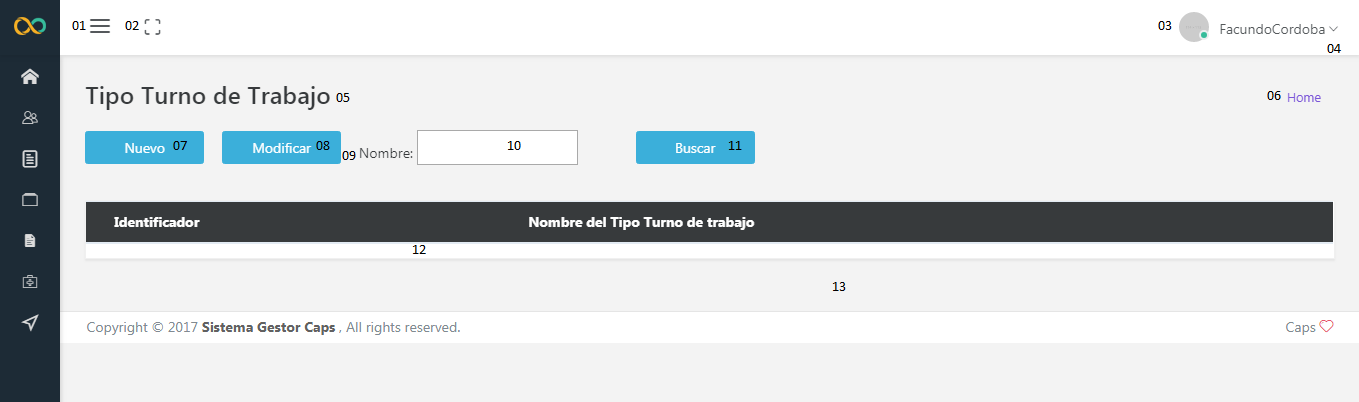 01 02 03 FacundoCordoba
04
Tipo Turno de Trabajo 05 06 Home
Nuevo 07 Modificar 08 09 Nombre: 10 Buscar 11
Identificador Nombre del Tipo Turno de trabajo
12
13
Copyright © 2017 Sistema Gestor Caps , All rights reserved. Caps